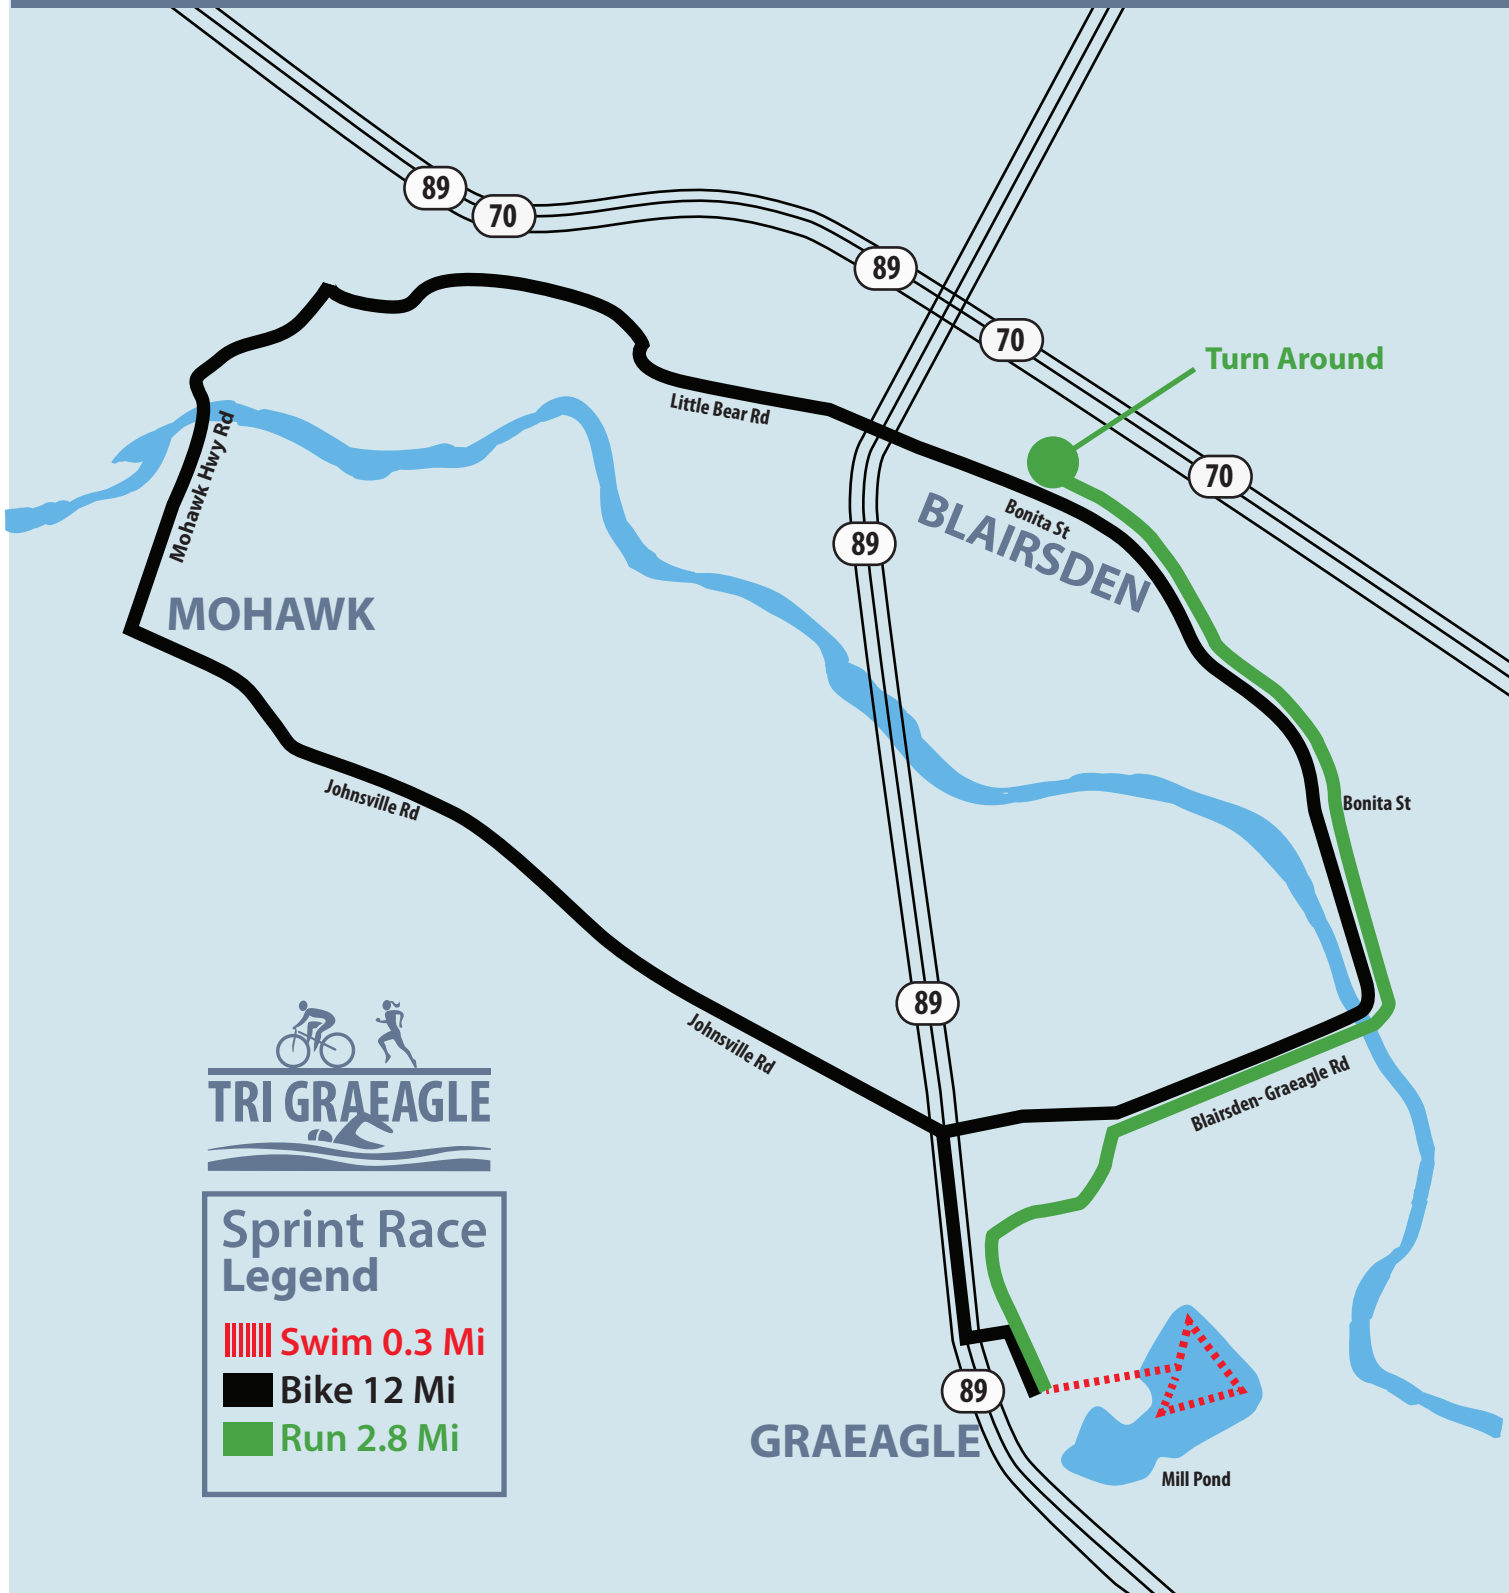 89
70
89
70
Turn Around
70
Little Bear Rd
Mohawk Hwy Rd
Bonita St
BLAIRSDEN
89
MOHAWK
Johnsville Rd
Bonita St
89
Johnsville Rd
Blairsden- Graeagle Rd
TRI GRAEAGLE
Sprint Race
Legend
Swim 0.3 Mi
Bike 12 Mi
Run 2.8 Mi
89
GRAEAGLE
Mill Pond